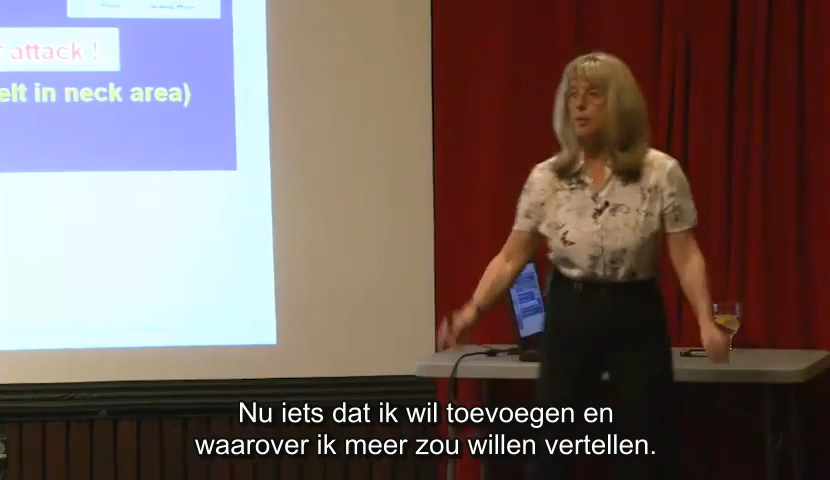 attack !
elt in neck area)
Nu iets dat ik wil toevoegen en
waarover ik meer zou willen vertellen.